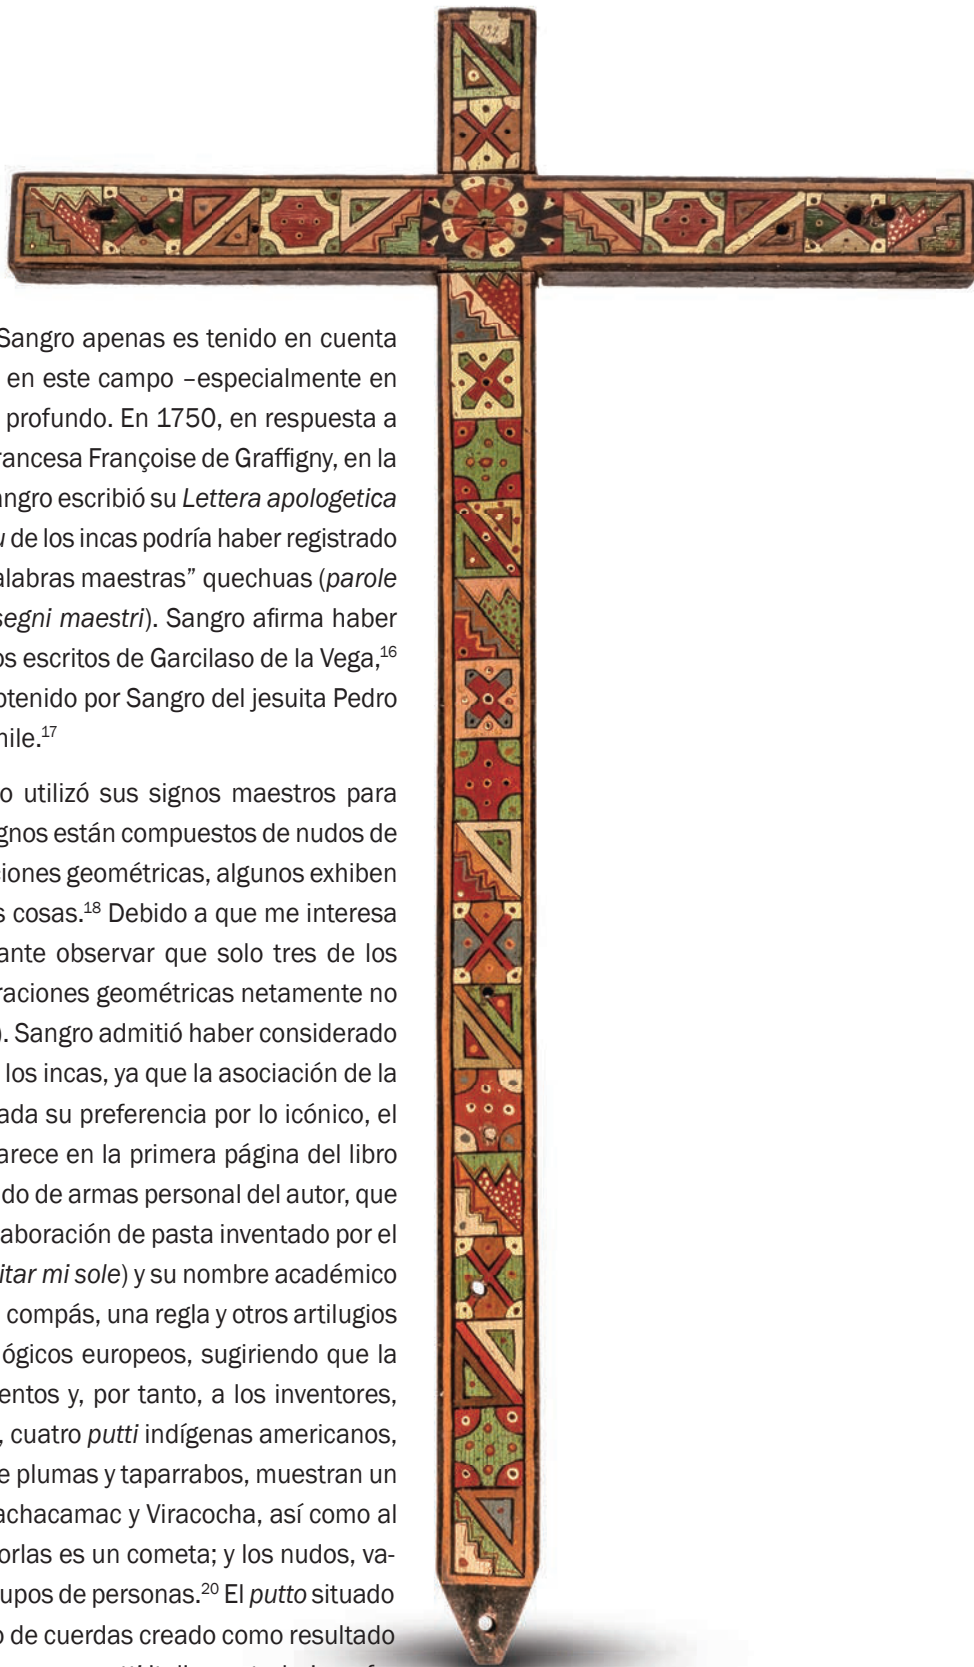 192
Sangro apenas es tenido en cuenta
en este campo –especialmente en
profundo. En 1750, en respuesta a
rancesa Françoise de Graffigny, en la
angro escribió su Lettera apologetica
u de los incas podría haber registrado
alabras maestras” quechuas (parole
segni maestri). Sangro afirma haber
os escritos de Garcilaso de la Vega,16
btenido por Sangro del jesuita Pedro
hile.17
o utilizó sus signos maestros para
gnos están compuestos de nudos de
ciones geométricas, algunos exhiben
s cosas.18 Debido a que me interesa
ante observar que solo tres de los
raciones geométricas netamente no
). Sangro admitió haber considerado
los incas, ya que la asociación de la
ada su preferencia por lo icónico, el
arece en la primera página del libro
do de armas personal del autor, que
aboración de pasta inventado por el
itar mi sole) y su nombre académico
compás, una regla y otros artilugios
ógicos europeos, sugiriendo que la
entos y, por tanto, a los inventores,
, cuatro putti indígenas americanos,
e plumas y taparrabos, muestran un
achacamac y Viracocha, así como al
orlas es un cometa; y los nudos, va-
upos de personas.20 El putto situado
o de cuerdas creado como resultado